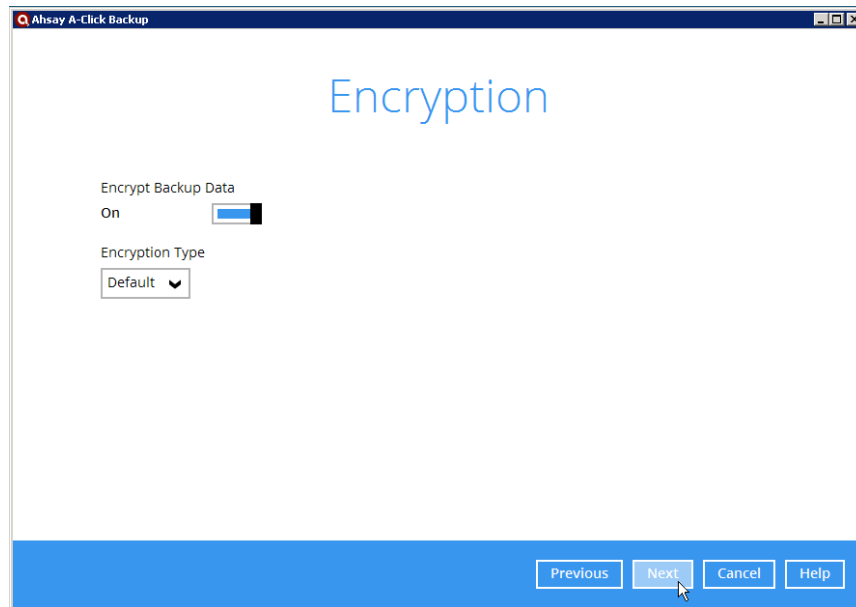 Ahsay A-Click Backup
Encryption
Encrypt Backup Data
On
Encryption Type
Default
Previous Next Cancel Help